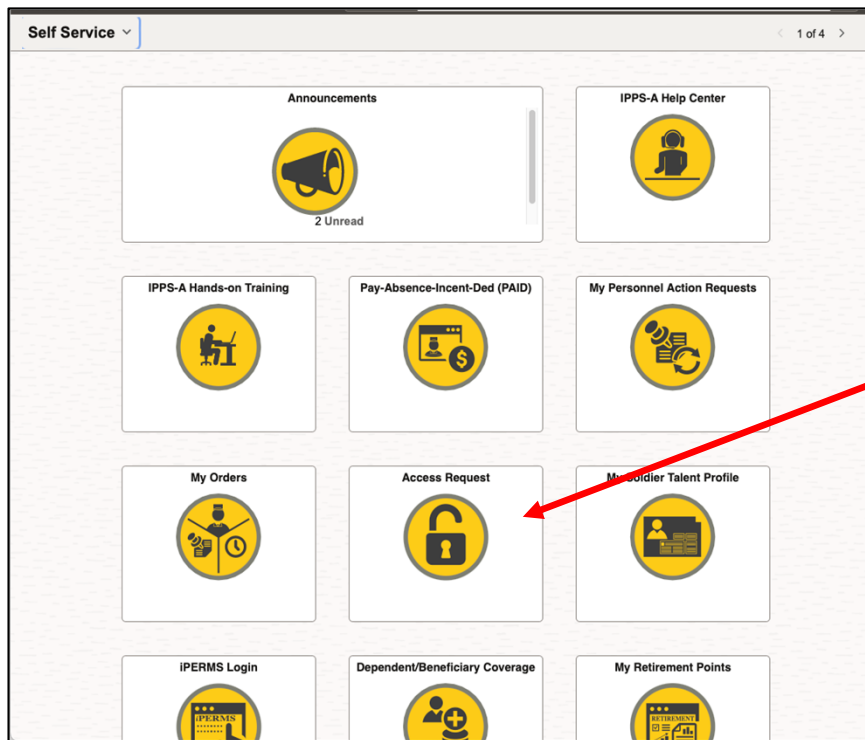 Self Service
1 of 4
Announcements
2 Unread
IPPS-A Help Center
IPPS-A Hands-on Training
Pay-Absence-Incent-Ded (PAID)
My Personnel Action Requests
My Orders
Access Request
My Soldier Talent Profile
iPERMS Login
iPERMS
Dependent/Beneficiary Coverage
My Retirement Points
RETIREMENT